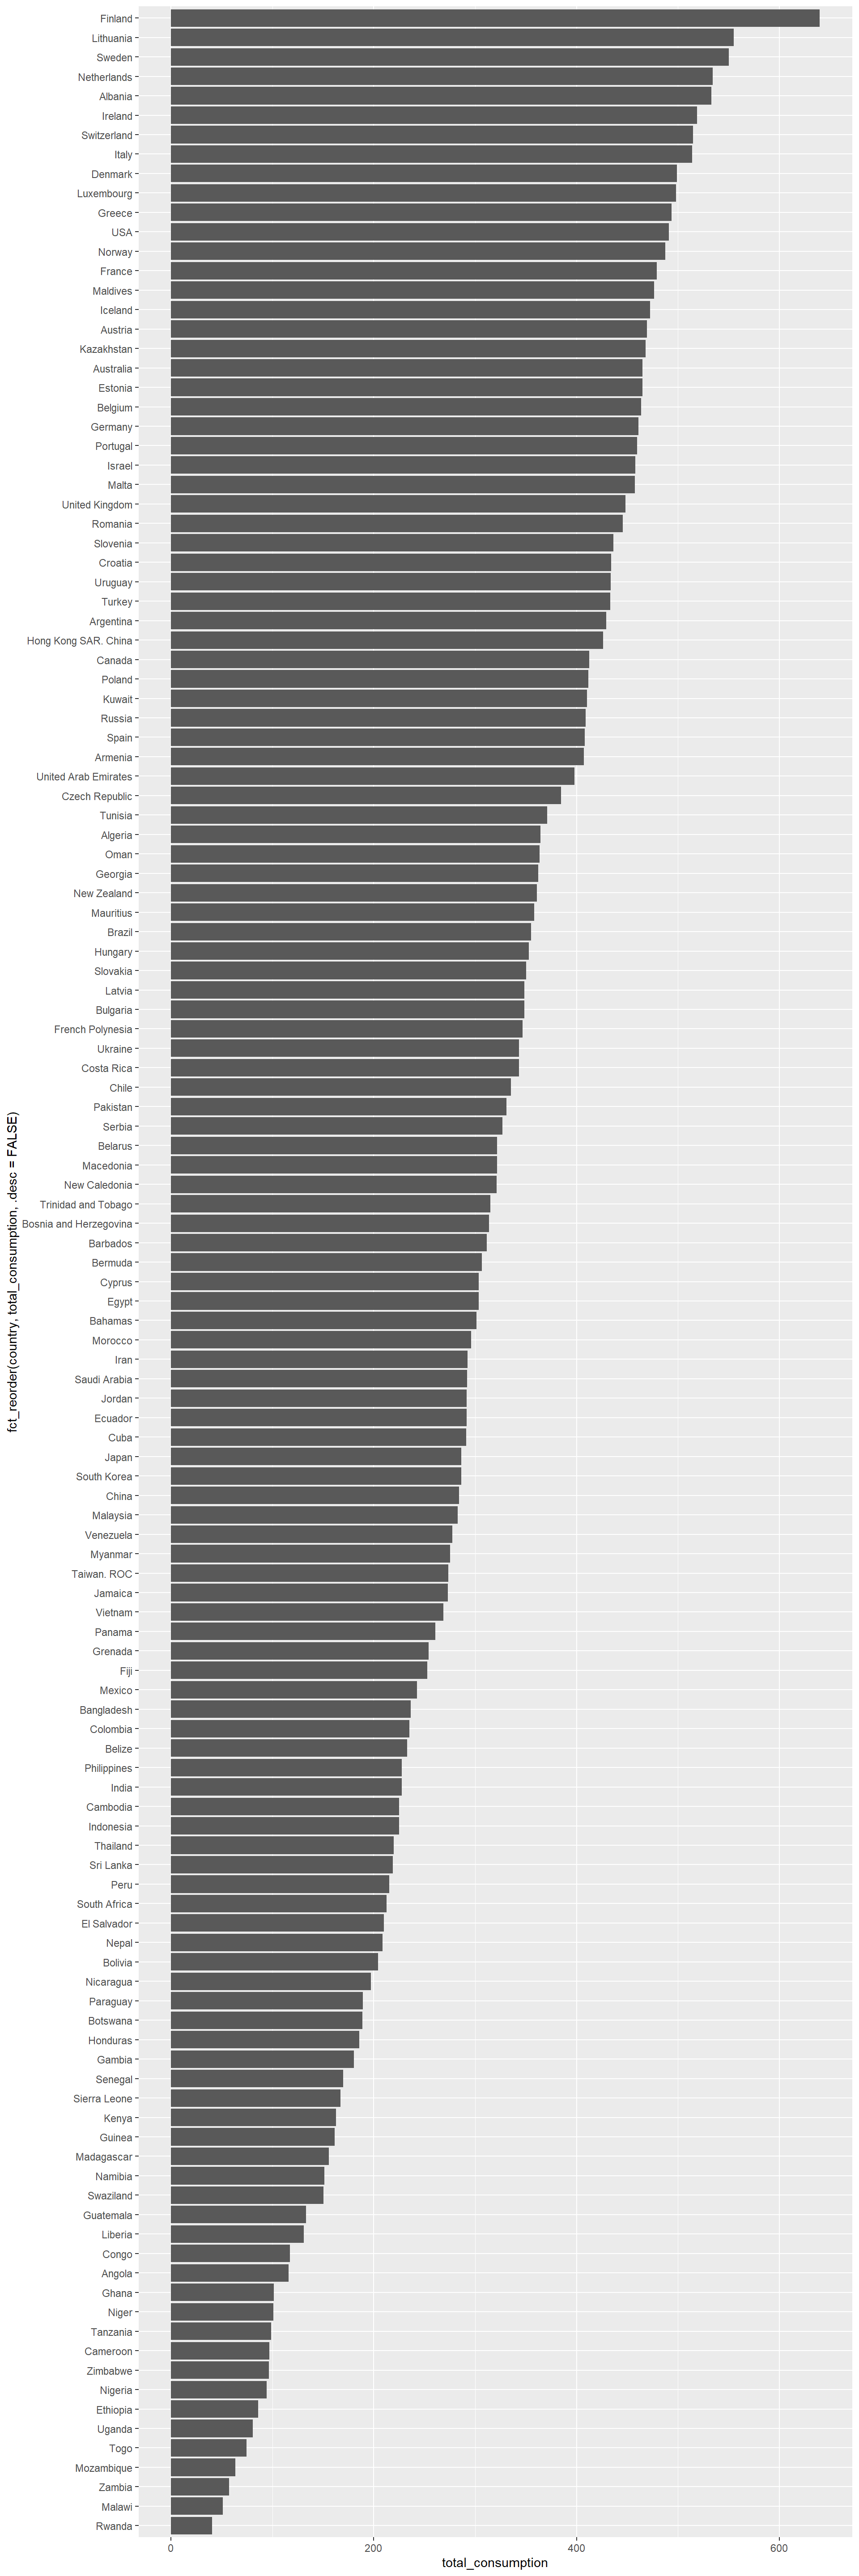 Finland
Lithuania
Sweden
Netherlands
Albania
Ireland
Switzerland
Italy
Denmark
Luxembourg
Greece
USA
Norway
France
Maldives
Iceland
Austria
Kazakhstan
Australia
Estonia
Belgium
Germany
Portugal
Israel
Malta
United Kingdom
Romania
Slovenia
Croatia
Uruguay
Turkey
Argentina
Hong Kong SAR. China
Canada
Poland
Kuwait
Russia
Spain
Armenia
United Arab Emirates
Czech Republic
Tunisia
Algeria
Oman
Georgia
New Zealand
Mauritius
Brazil
Hungary
Slovakia
Latvia
Bulgaria
French Polynesia
Ukraine
Costa Rica
Chile
Pakistan
Serbia
Belarus
Macedonia
New Caledonia
Trinidad and Tobago
Bosnia and Herzegovina
Barbados
Bermuda
Cyprus
Egypt
Bahamas
Morocco
Iran
Saudi Arabia
Jordan
Ecuador
Cuba
Japan
South Korea
China
Malaysia
Venezuela
Myanmar
Taiwan. ROC
Jamaica
Vietnam
Panama
Grenada
Fiji
Mexico
Bangladesh
Colombia
Belize
Philippines
India
Cambodia
Indonesia
Thailand
Sri Lanka
Peru
South Africa
El Salvador
Nepal
Bolivia
Nicaragua
Paraguay
Botswana
Honduras
Gambia
Senegal
Sierra Leone
Kenya
Guinea
Madagascar
Namibia
Swaziland
Guatemala
Liberia
Congo
Angola
Ghana
Niger
Tanzania
Cameroon
Zimbabwe
Nigeria
Ethiopia
Uganda
Togo
Mozambique
Zambia
Malawi
Rwanda
fct_reorder(country, total_consumption, .desc = FALSE)
0 200 400 600
total_consumption